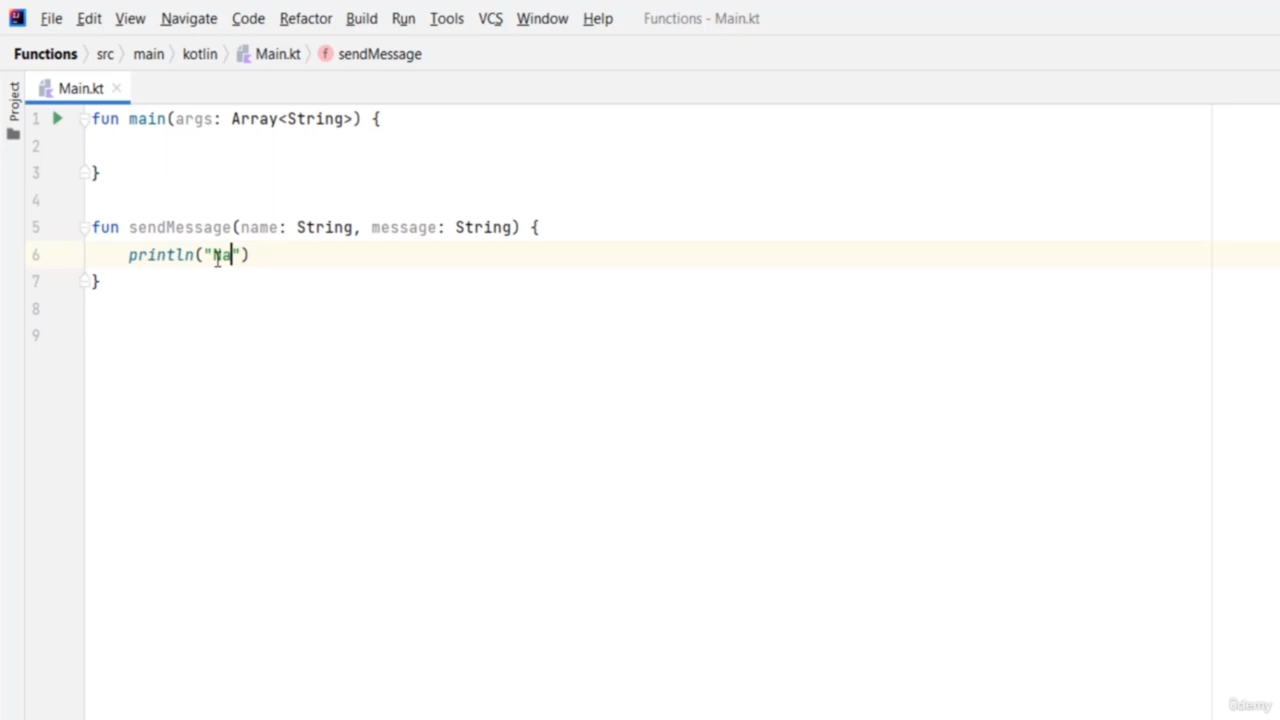 File Edit View Navigate Code Refactor Build Run Tools VCS Window Help Functions - Main.kt
Functions src main kotlin Main.kt f sendMessage
Project
Main.kt
1 fun main(args: Array<String>) {
2
3 }
4
5 fun sendMessage(name: String, message: String) {
6 println("Na")
7 }
8
9
ûdemy